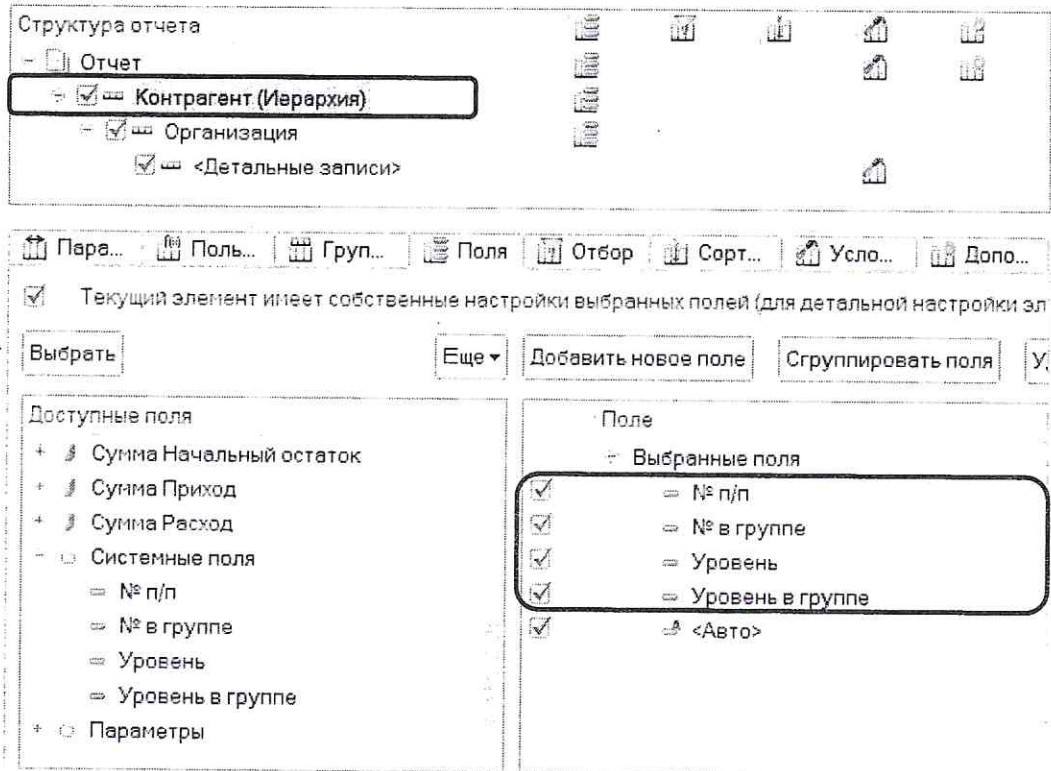 Структура отчета
Отчет
Контрагент (Иерархия)
Организация
<Детальные записи>
Пара... Поль... Груп... Поля Отбор Сорт... Усло... Допо...
Текущий элемент имеет собственные настройки выбранных полей (для детальной настройки эл
Выбрать Еще Добавить новое поле Сгруппировать поля У
Доступные поля Поле
Сумма Начальный остаток Выбранные поля
Сумма Приход № п/п
Сумма Расход № в группе
Системные поля Уровень
№ п/п Уровень в группе
№ в группе <Авто>
Уровень
Уровень в группе
Параметры